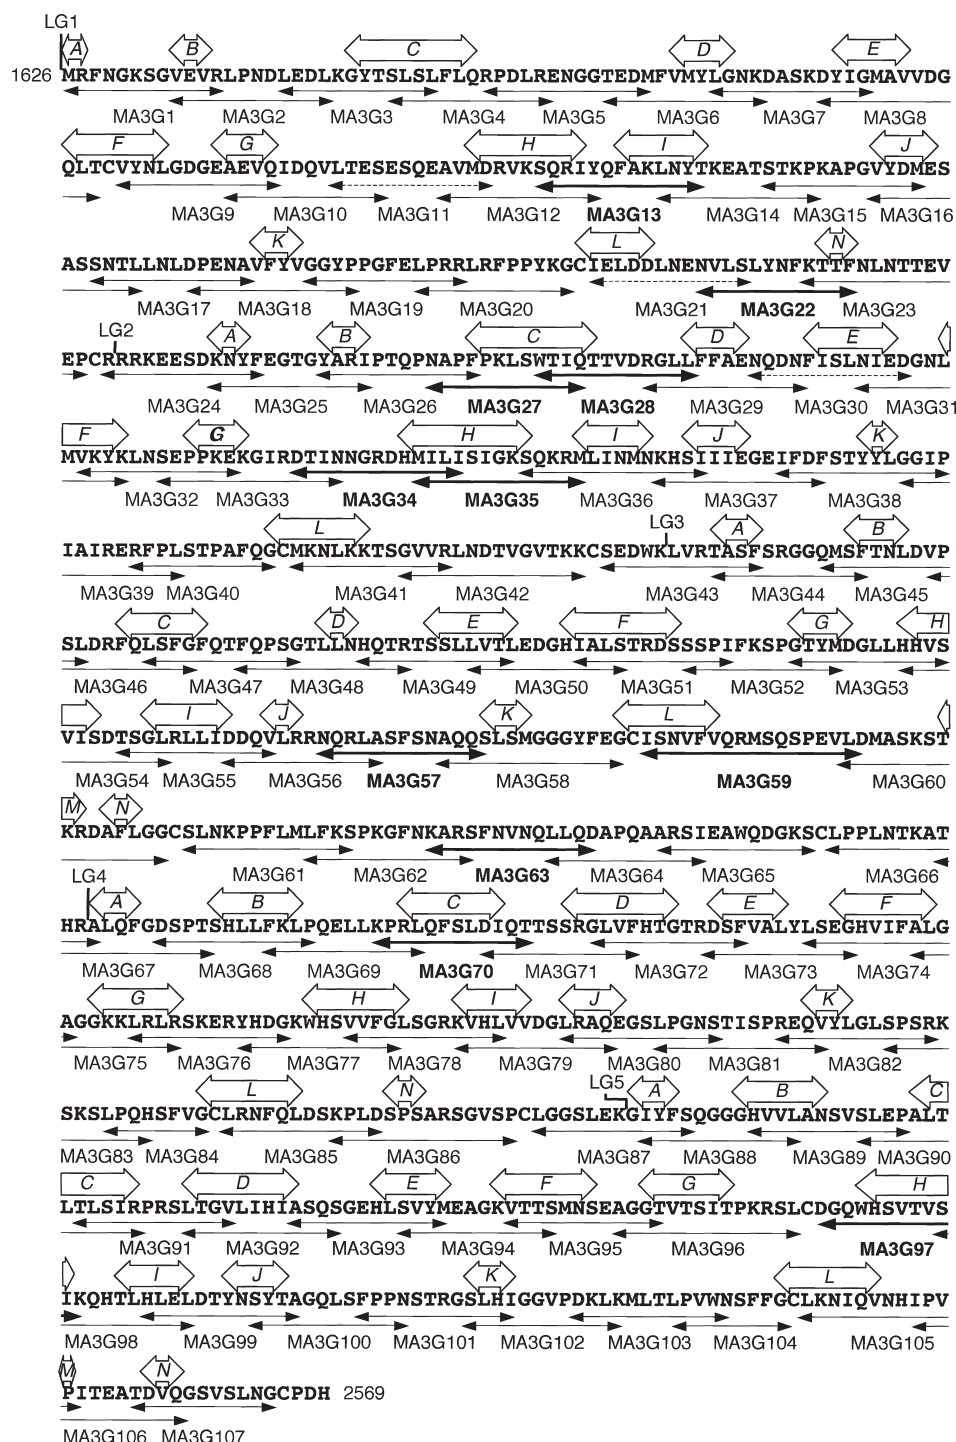 LG1
A B C D E
1626 MRFNGKSGVEVRLPNDLEDLKGYTSLSLFLQRPDLRENGGTEDMFVMYLGNKDASKDYIGMAVVDG
MA3G1 MA3G2 MA3G3 MA3G4 MA3G5 MA3G6 MA3G7 MA3G8
F G H I J
QLTCVYNLGDGEAEVQIDQVLTESESQEAVMDRVKSQRIYQFAKLNYTKEATSTKPKAPGVYDMES
MA3G9 MA3G10 MA3G11 MA3G12 MA3G13 MA3G14 MA3G15 MA3G16
K L N
ASSNTLLNLDPENAVFYVGGYPPGFELPRRLRFPPYKGCIELDDLNENVLSLYNFKTTFNLNTTEV
MA3G17 MA3G18 MA3G19 MA3G20 MA3G21 MA3G22 MA3G23
LG2 A B C D E
EPCRRRKEESDKNYFEGTGYARIPTQPNAPFPKLSWTIQTTVDRGLLFFAENQDNFISLNIEDGNL
MA3G24 MA3G25 MA3G26 MA3G27 MA3G28 MA3G29 MA3G30 MA3G31
F G H I J K
MVKYKLNSEPPKEKGIRDTINNGRDHMILISIGKSQKRMLINMNKHSIIIEGEIFDFSTYYLGGIP
MA3G32 MA3G33 MA3G34 MA3G35 MA3G36 MA3G37 MA3G38
L LG3 A B
IAIRERFPLSTPAFQGCMKNLKKTSGVVRLNDTVGVTKKCSEDWKLVRTASFSRGGQMSFTNLDVP
MA3G39 MA3G40 MA3G41 MA3G42 MA3G43 MA3G44 MA3G45
C D E F G H
SLDRFQLSFGFQTFQPSGTLLNHQTRTSSLLVTLEDGHIALSTRDSSSPIFKSPGTYMDGLLHHVS
MA3G46 MA3G47 MA3G48 MA3G49 MA3G50 MA3G51 MA3G52 MA3G53
I J K L
VISDTSGLRLLIDDQVLRRNQRLASFSNAQQSLSMGGGYFEGCISNVFVQRMSQSPEVLDMASKST
MA3G54 MA3G55 MA3G56 MA3G57 MA3G58 MA3G59 MA3G60
M N
KRDAFLGGCSLNKPPFLMLFKSPKGFNKARSFNVNQLLQDAPQAARSIEAWQDGKSCLPPLNTKAT
MA3G61 MA3G62 MA3G63 MA3G64 MA3G65 MA3G66
LG4 A B C D E F
HRALQFGDSPTSHLLFKLPQELLKPRLQFSLDIQTTSSRGLVFHTGTRDSFVALYLSEGHVIFALG
MA3G67 MA3G68 MA3G69 MA3G70 MA3G71 MA3G72 MA3G73 MA3G74
G H I J K
AGGKKLRLRSKERYHDGKWHSVVFGLSGRKVHLVVDGLRAQEGSLPGNSTISPREQVYLGLSPSRK
MA3G75 MA3G76 MA3G77 MA3G78 MA3G79 MA3G80 MA3G81 MA3G82
L N LG5 A B C
SKSLPQHSFVGCLRNFQLDSKPLDSPSARSGVSPCLGGSLEKGIYFSQGGGHVVLANSVSLEPALT
MA3G83 MA3G84 MA3G85 MA3G86 MA3G87 MA3G88 MA3G89 MA3G90
C D E F G H
LTLSIRPRSLTGVLIHIASQSGEHLSVYMEAGKVTTSMNSEAGGTVTSITPKRSLCDGQWHSVTVS
MA3G91 MA3G92 MA3G93 MA3G94 MA3G95 MA3G96 MA3G97
I J K L
IKQHTLHLELDTYNSYTAGQLSFPPNSTRGSLHIGGVPDKLKMLTLPVWNSFFGCLKNIQVNHIPV
MA3G98 MA3G99 MA3G100 MA3G101 MA3G102 MA3G103 MA3G104 MA3G105
M N
PITEATDVQGSVSLNGCPDH 2569
MA3G106 MA3G107